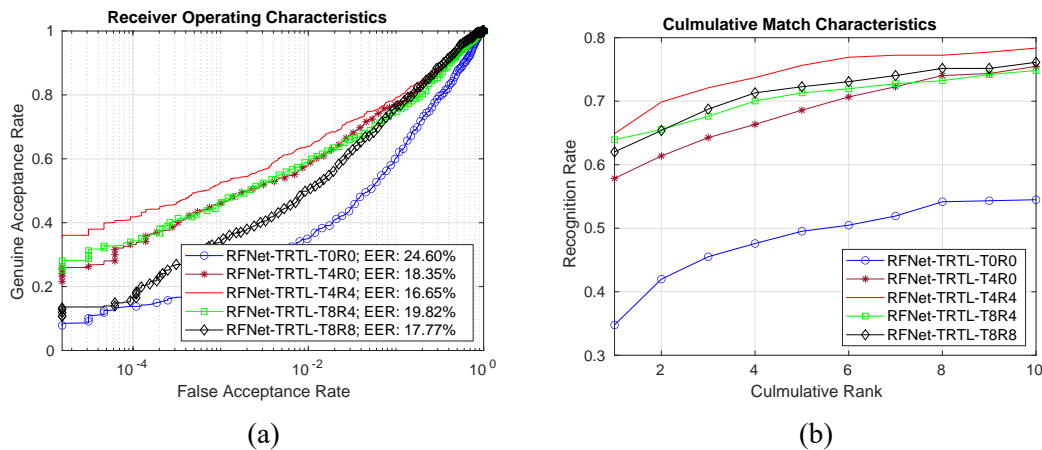 Receiver Operating Characteristics
1
0.8
0.6
0.4
0.2
0
Genuine Acceptance Rate
RFNet-TRTL-T0R0; EER: 24.60%
RFNet-TRTL-T4R0; EER: 18.35%
RFNet-TRTL-T4R4; EER: 16.65%
RFNet-TRTL-T8R4; EER: 19.82%
RFNet-TRTL-T8R8; EER: 17.77%
10^-4 10^-2 10^0
False Acceptance Rate
(a)
Culmulative Match Characteristics
0.8
0.7
0.6
0.5
0.4
0.3
Recognition Rate
RFNet-TRTL-T0R0
RFNet-TRTL-T4R0
RFNet-TRTL-T4R4
RFNet-TRTL-T8R4
RFNet-TRTL-T8R8
2 4 6 8 10
Culmulative Rank
(b)